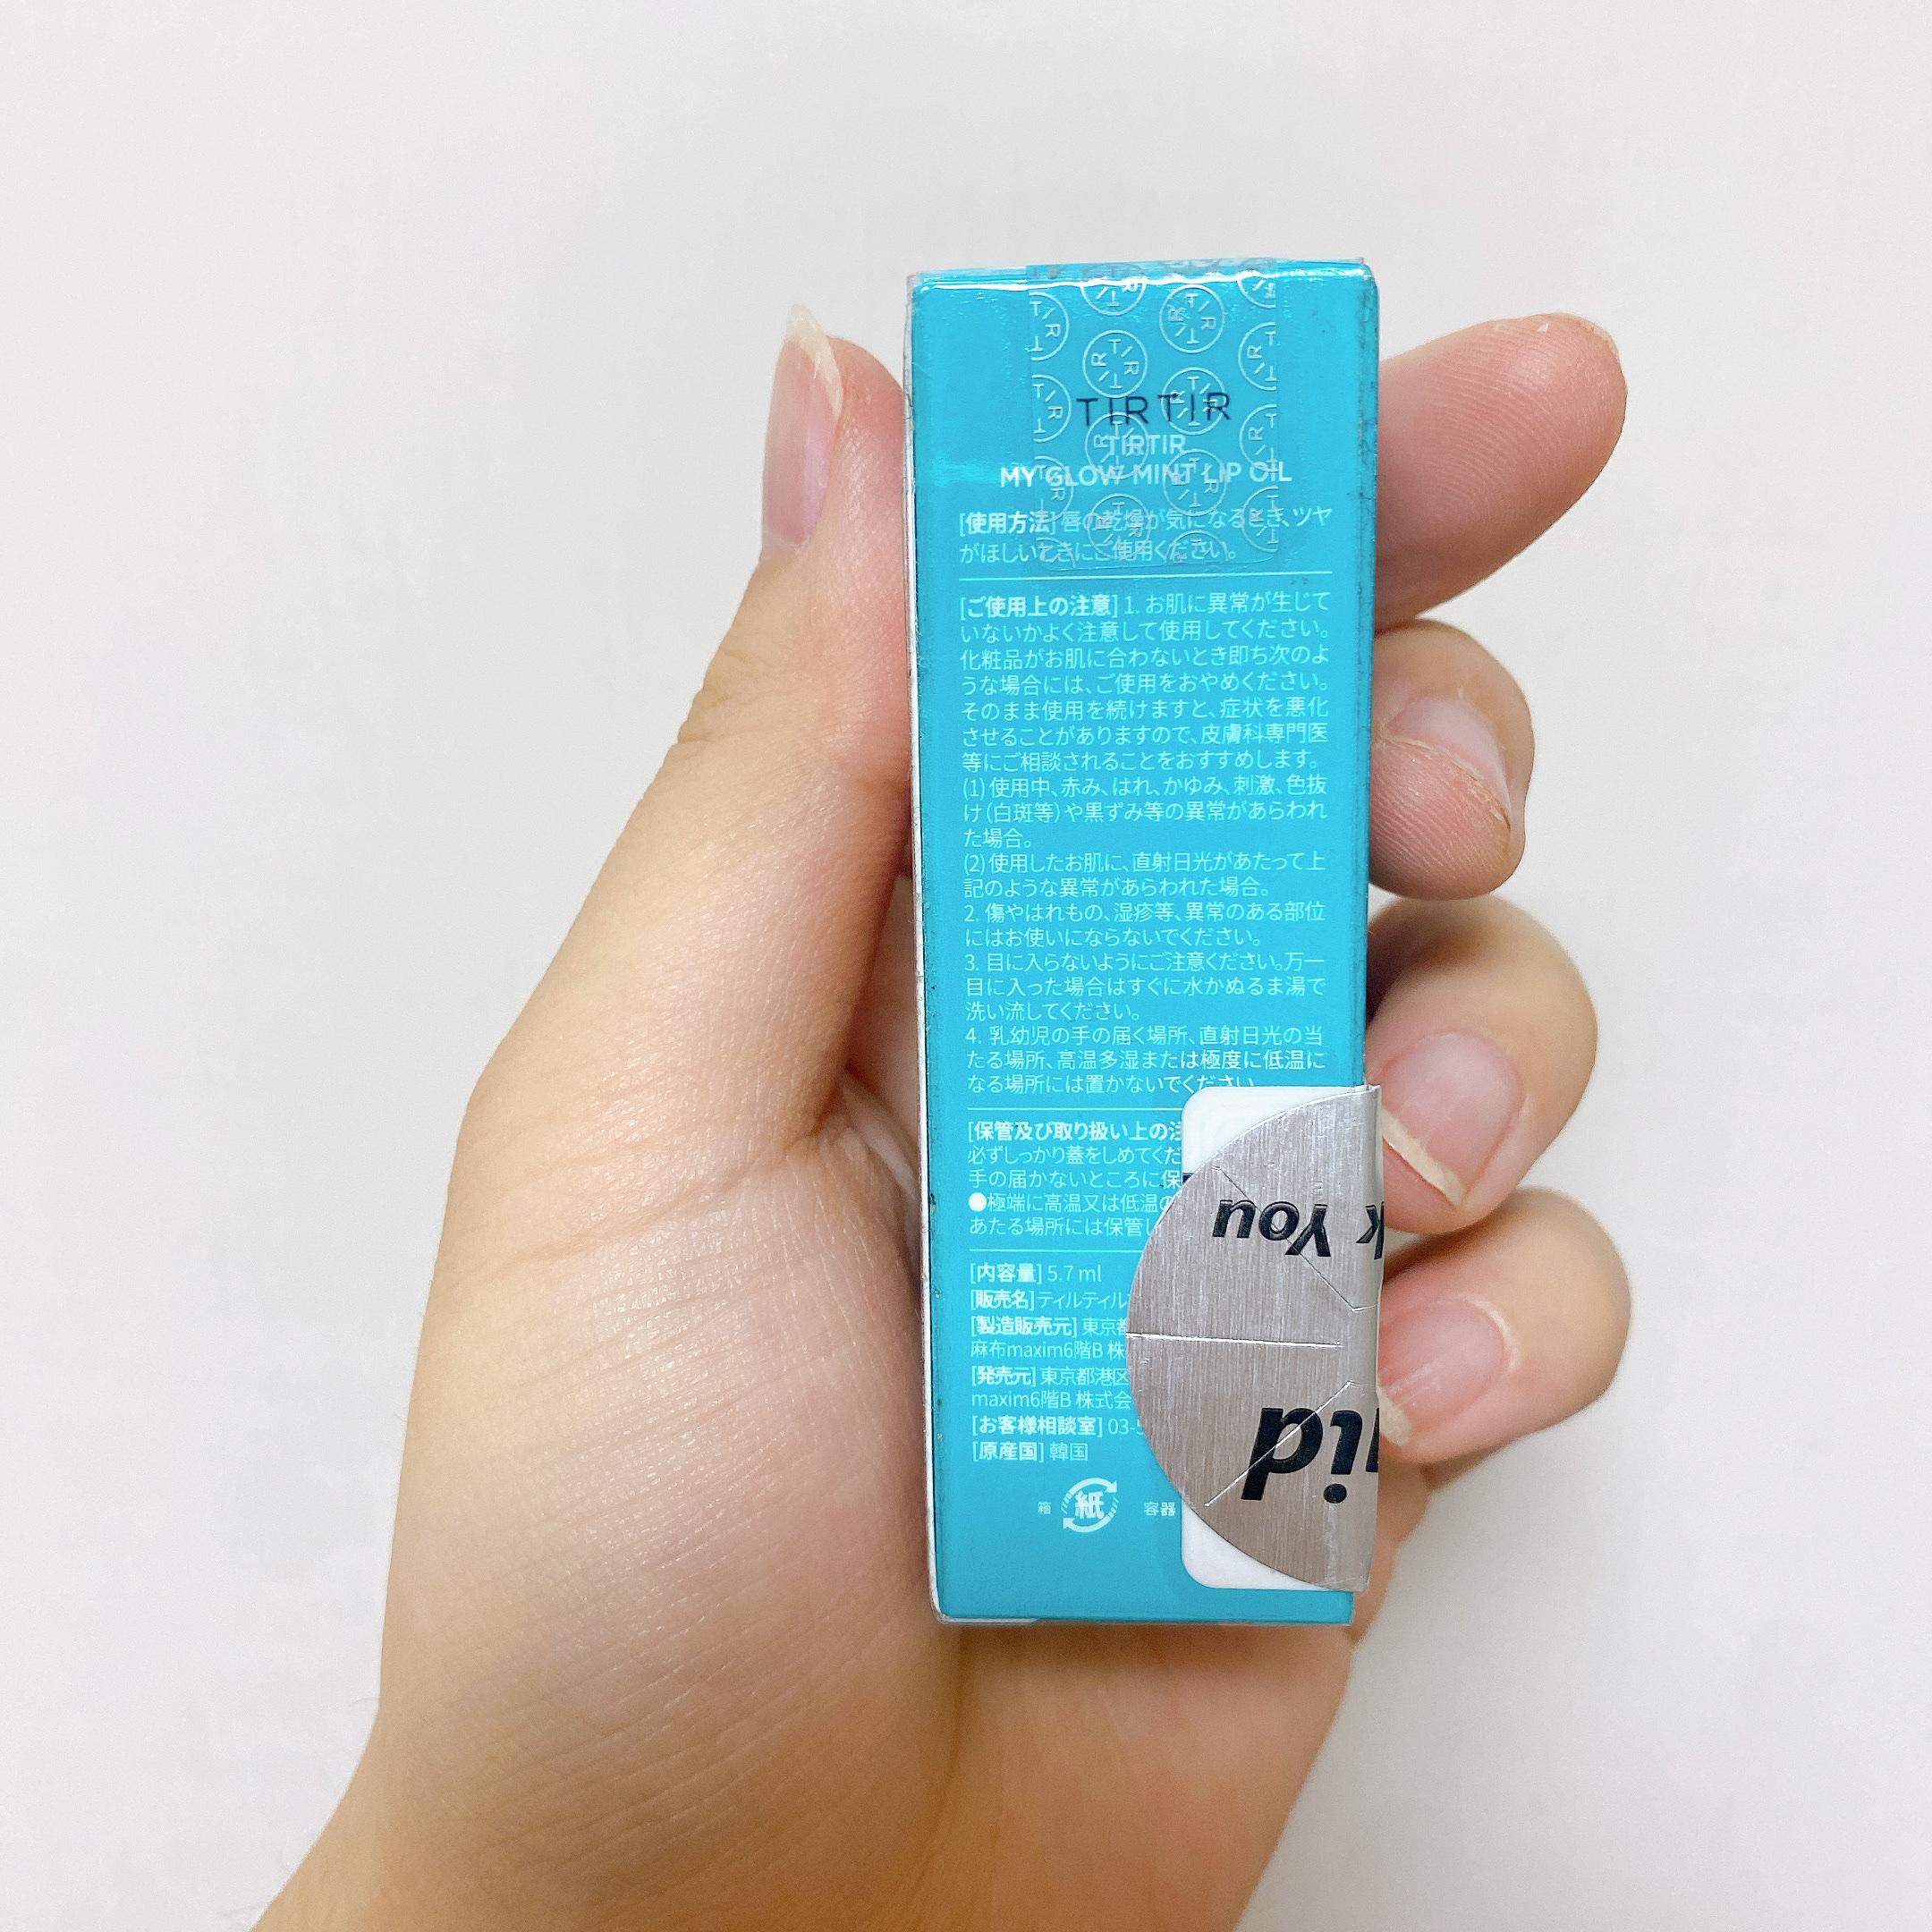 TIRTIR
TIRTIR
MY GLOW MINT LIP OIL
[使用方法] 唇の乾燥が気になるとき、ツヤ
がほしいときにご使用ください。
[ご使用上の注意] 1. お肌に異常が生じて
いないかよく注意して使用してください。
化粧品がお肌に合わないとき即ち次のよ
うな場合には、ご使用をおやめください。
そのまま使用を続けますと、症状を悪化
させることがありますので、皮膚科専門医
等にご相談されることをおすすめします。
(1) 使用中、赤み、はれ、かゆみ、刺激、色抜
け（白斑等）や黒ずみ等の異常があらわれ
た場合。
(2) 使用したお肌に、直射日光があたって上
記のような異常があらわれた場合。
2. 傷やはれもの、湿疹等、異常のある部位
にはお使いにならないでください。
3. 目に入らないようにご注意ください。万一
目に入った場合はすぐに水かぬるま湯で
洗い流してください。
4. 乳幼児の手の届く場所、直射日光の当
たる場所、高温多湿または極度に低温に
なる場所には置かないでください。
[保管及び取り扱い上の
必ずしっかり蓋をしめてくだ
手の届かないところに保
●極端に高温又は低温の
あたる場所には保管し
[内容量] 5.7 ml
[販売名] ティルティル
[製造販売元] 東京都
麻布maxim6階B 株
[発売元] 東京都港区
maxim6階B 株式会
[お客様相談室] 03-5
[原産国] 韓国
箱 紙 容器
k You
id